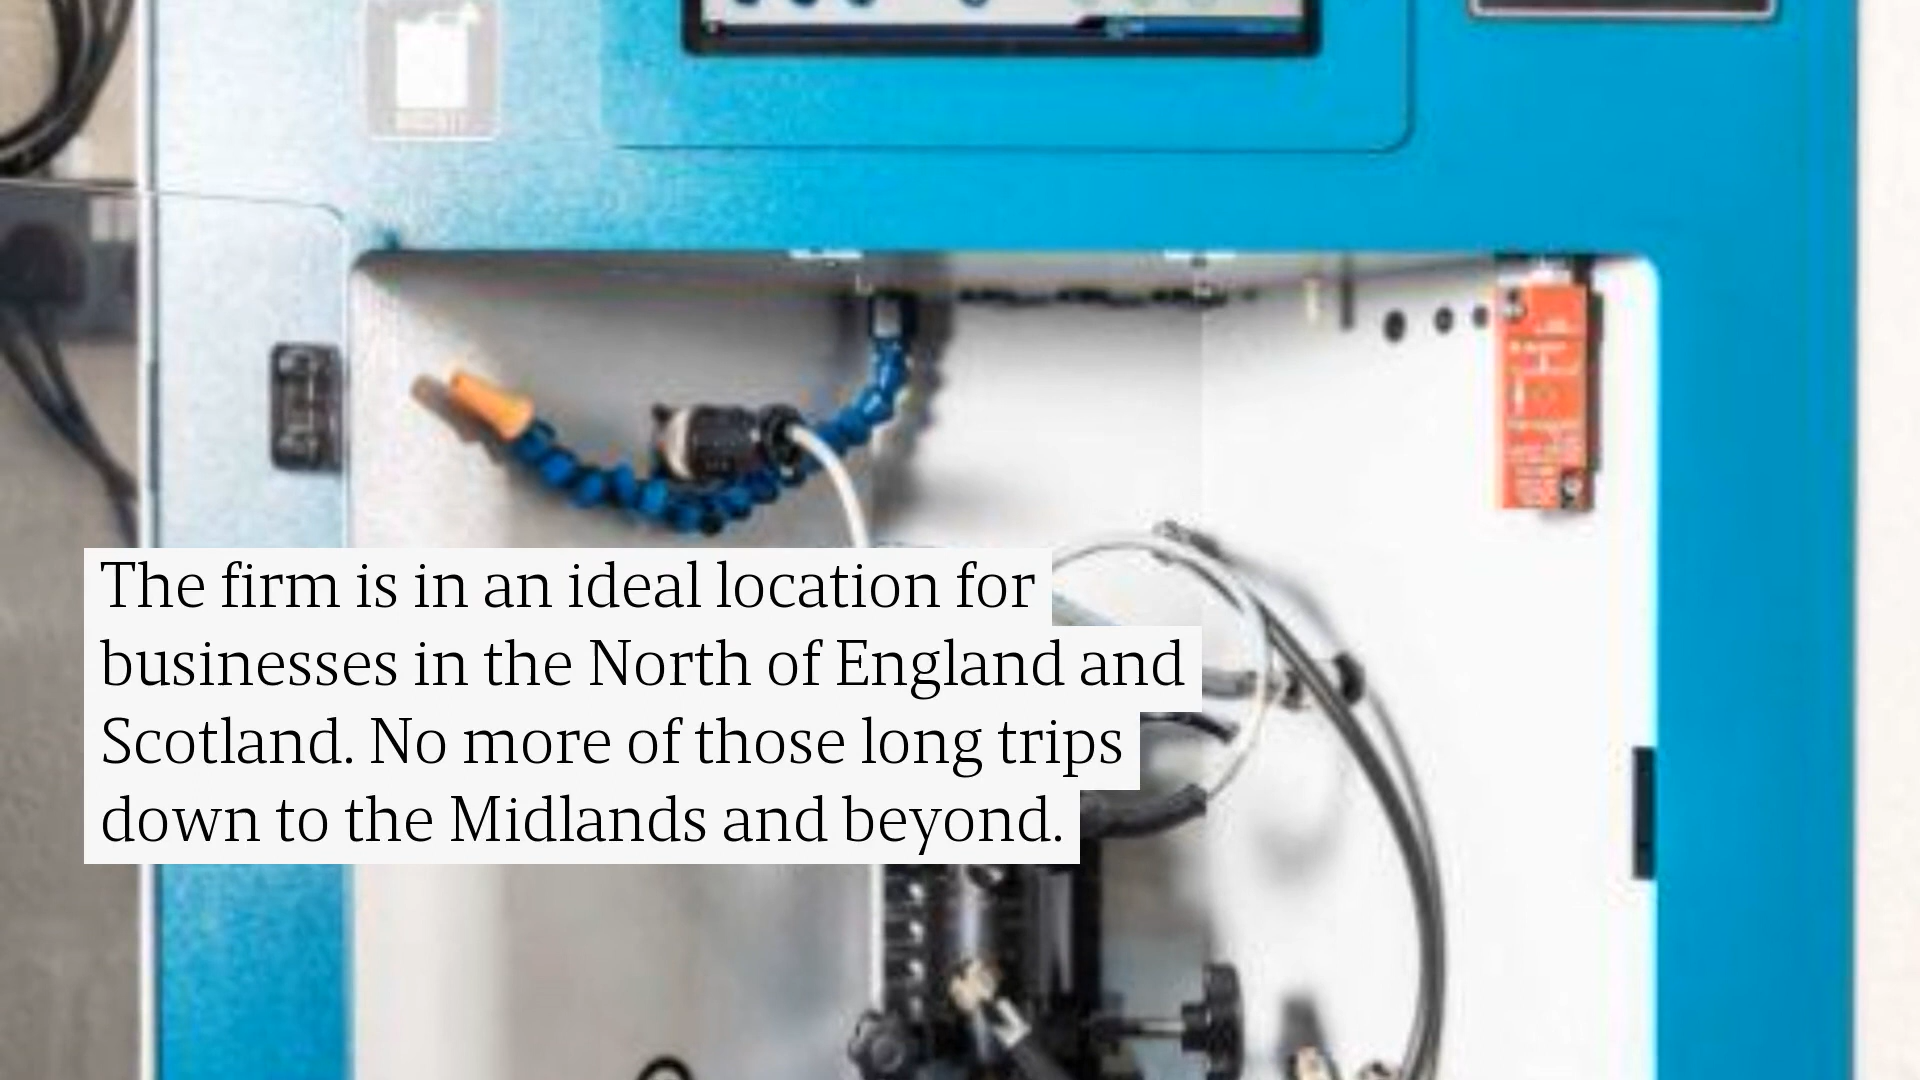 The firm is in an ideal location for
businesses in the North of England and
Scotland. No more of those long trips
down to the Midlands and beyond.